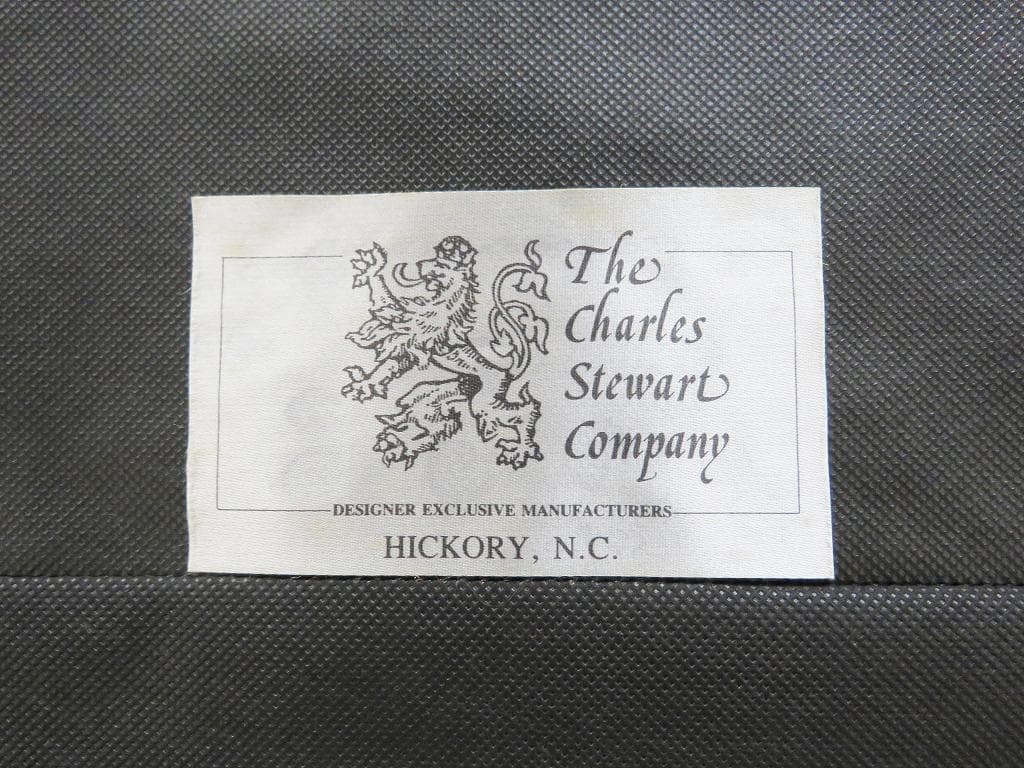 The
Charles
Stewart
Company
DESIGNER EXCLUSIVE MANUFACTURERS
HICKORY, N.C.